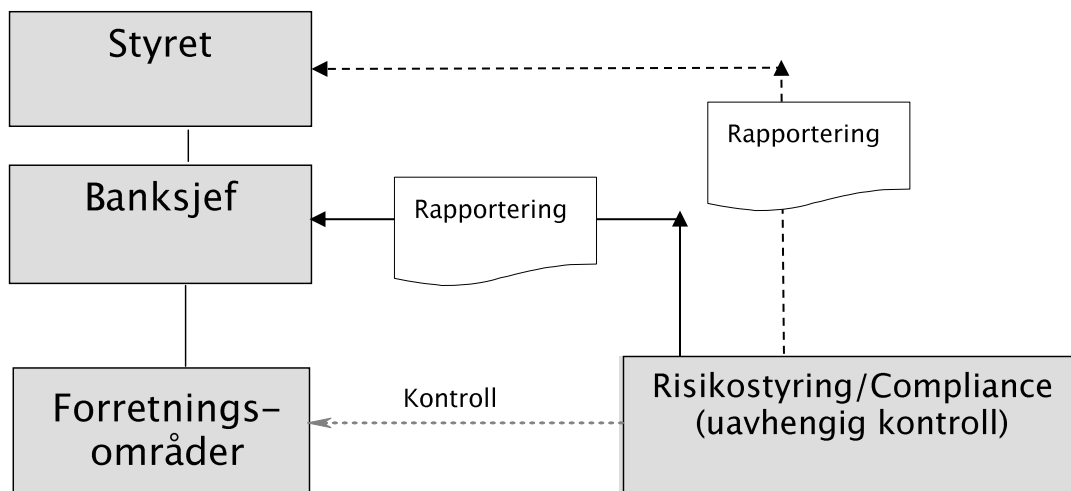 Styret
Rapportering
Banksjef
Rapportering
Forretnings-
områder
Kontroll
Risikostyring/Compliance
(uavhengig kontroll)